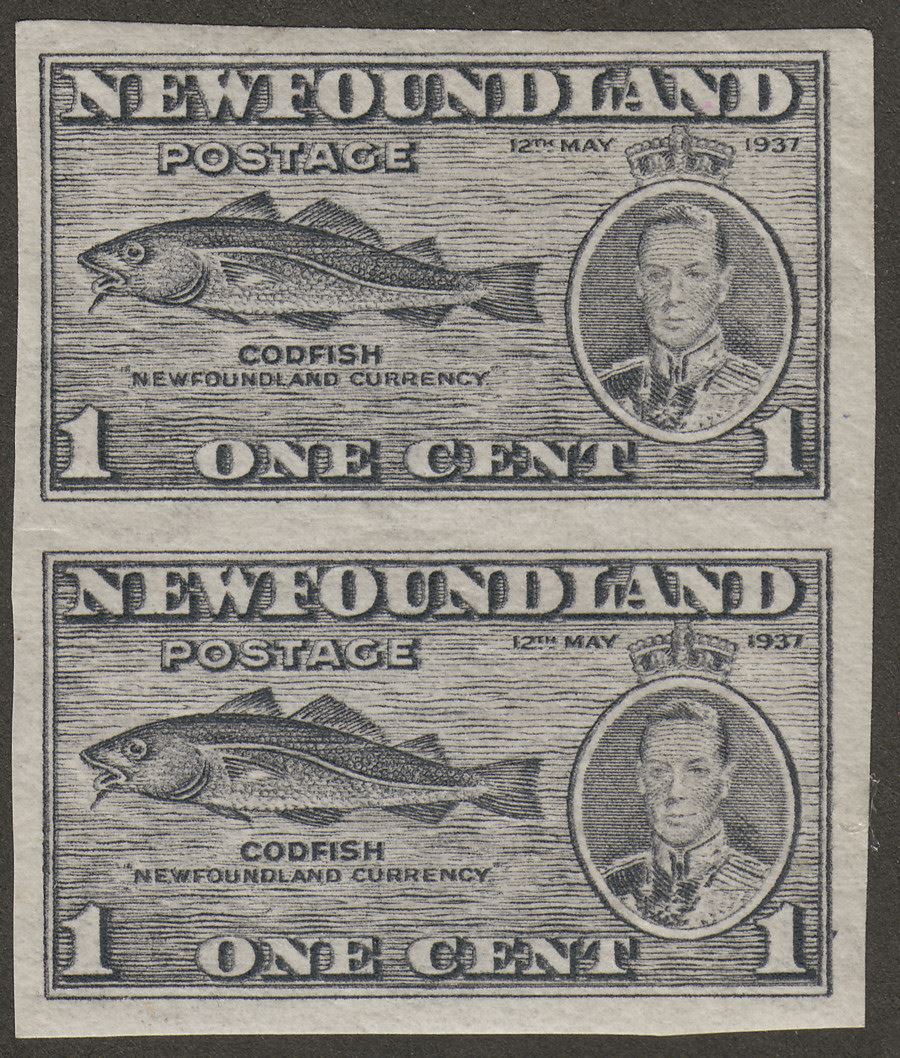 NEWFOUNDLAND
POSTAGE 12TH MAY 1937
CODFISH
"NEWFOUNDLAND CURRENCY"
1 ONE CENT 1
NEWFOUNDLAND
POSTAGE 12TH MAY 1937
CODFISH
"NEWFOUNDLAND CURRENCY"
1 ONE CENT 1